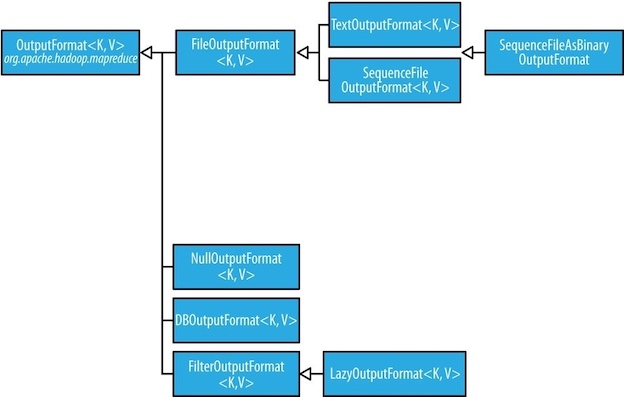 OutputFormat<K, V>
org.apache.hadoop.mapreduce
FileOutputFormat
<K, V>
TextOutputFormat<K, V>
SequenceFile
OutputFormat<K, V>
SequenceFileAsBinary
OutputFormat
NullOutputFormat
<K, V>
DBOutputFormat<K, V>
FilterOutputFormat
<K,V>
LazyOutputFormat<K, V>